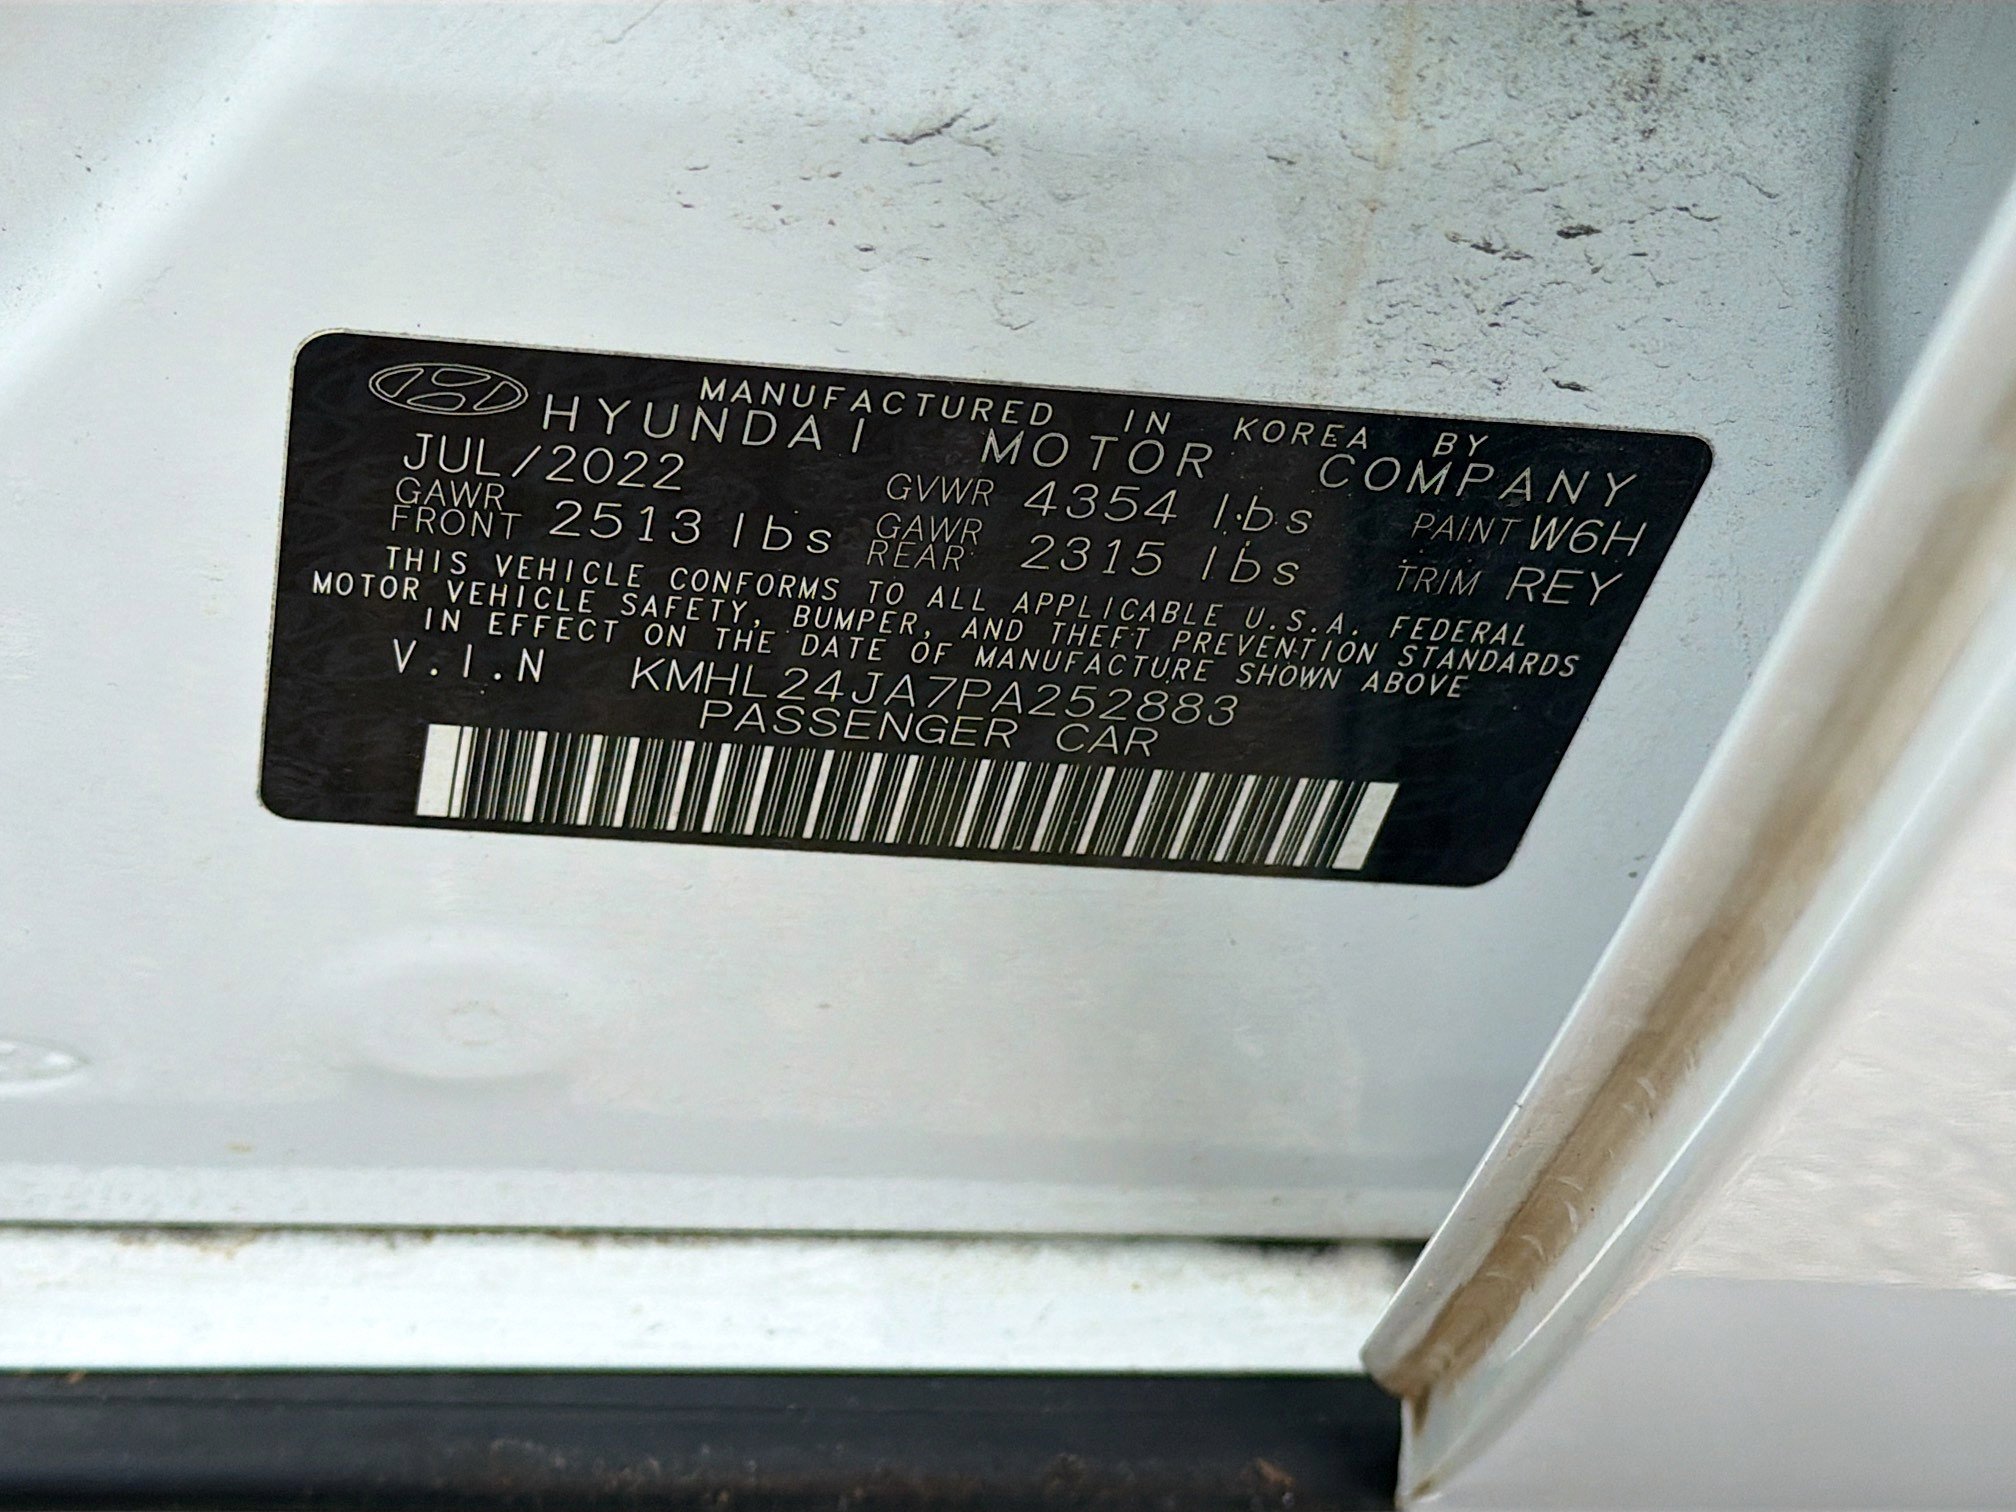 MANUFACTURED IN KOREA BY
HYUNDAI MOTOR COMPANY
JUL/2022 GVWR 4354 lbs PAINT W6H
GAWR FRONT 2513 lbs GAWR REAR 2315 lbs TRIM REY
THIS VEHICLE CONFORMS TO ALL APPLICABLE U.S.A. FEDERAL
MOTOR VEHICLE SAFETY, BUMPER, AND THEFT PREVENTION STANDARDS
IN EFFECT ON THE DATE OF MANUFACTURE SHOWN ABOVE
V.I.N KMHL24JA7PA252883
PASSENGER CAR